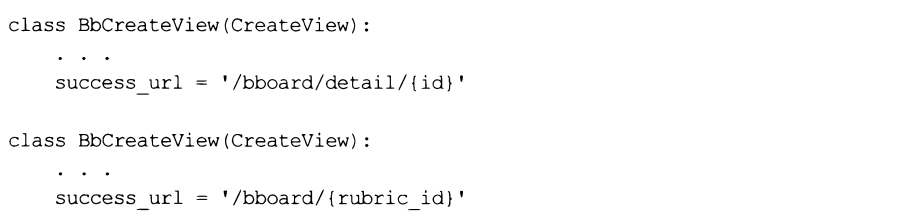 class BbCreateView(CreateView):
. . .
success_url = '/bboard/detail/{id}'
class BbCreateView(CreateView):
. . .
success_url = '/bboard/{rubric_id}'